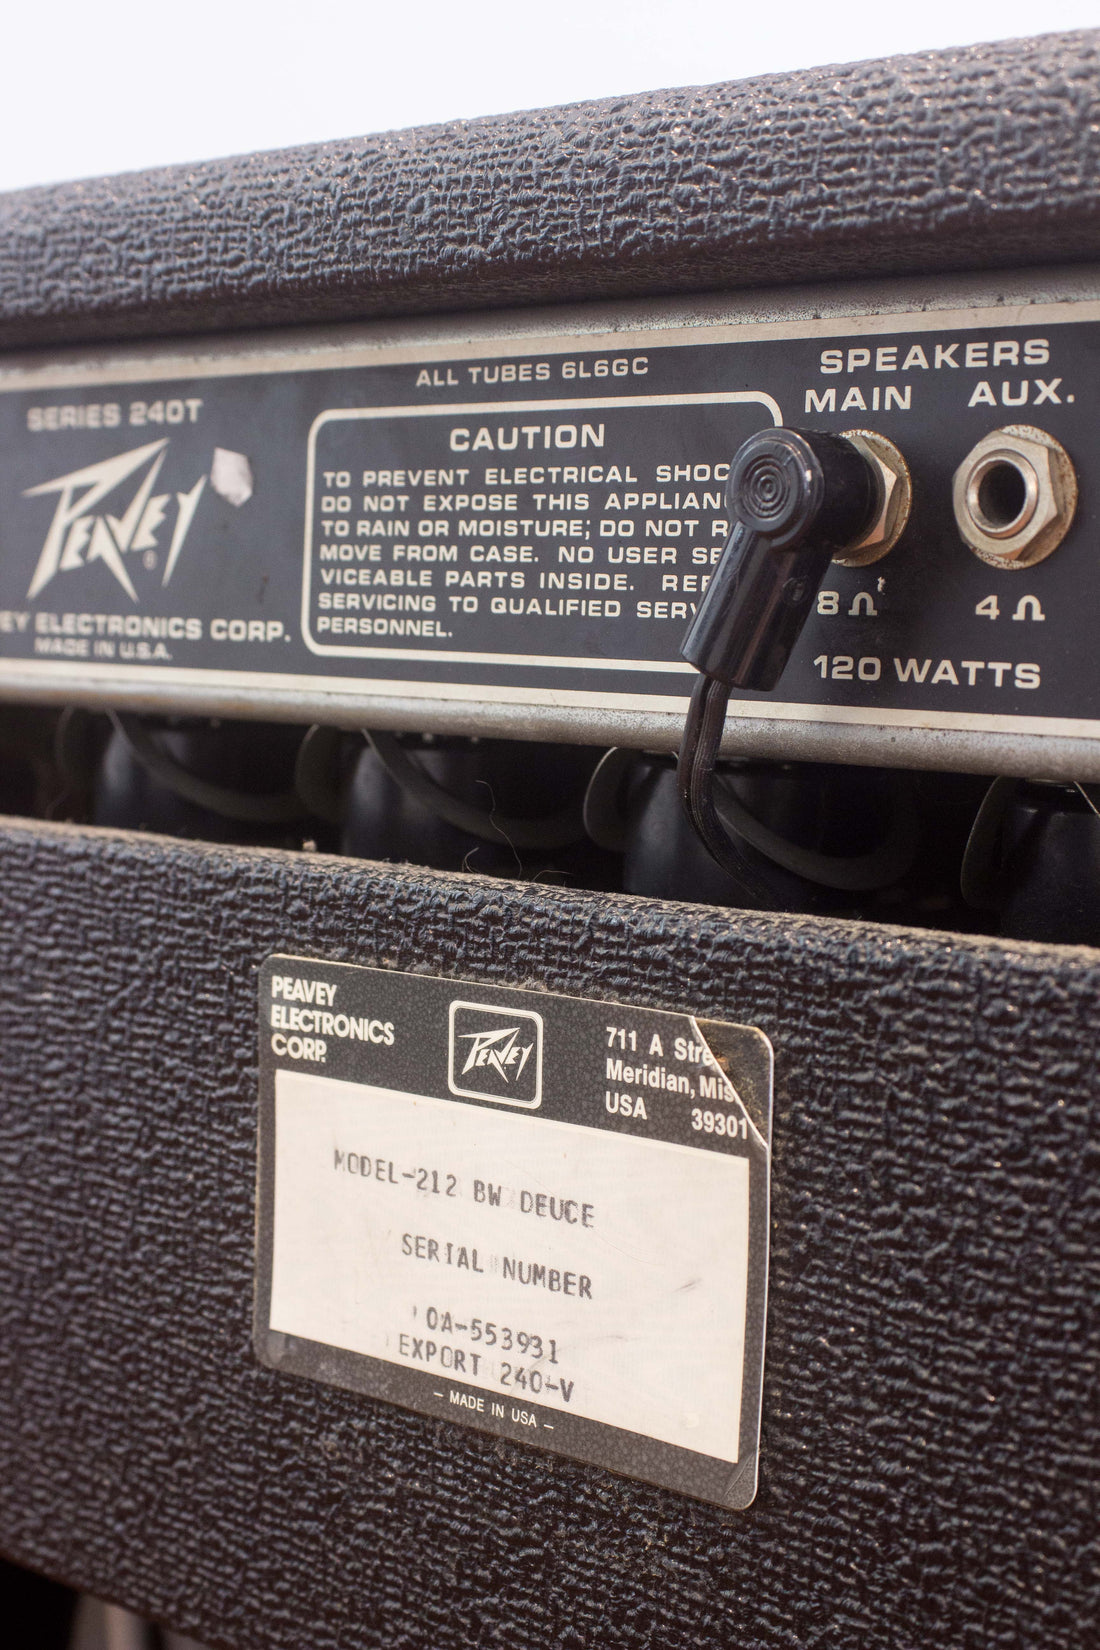 ALL TUBES 6L6GC
SERIES 240T
PEAVEY
®
EY ELECTRONICS CORP.
MADE IN U.S.A.
CAUTION
TO PREVENT ELECTRICAL SHOC
DO NOT EXPOSE THIS APPLIAN
TO RAIN OR MOISTURE; DO NOT R
MOVE FROM CASE. NO USER SE
VICEABLE PARTS INSIDE. REF
SERVICING TO QUALIFIED SERV
PERSONNEL.
SPEAKERS
MAIN AUX.
8 Ω 4 Ω
120 WATTS
PEAVEY
ELECTRONICS
CORP.
PEAVEY
711 A Stre
Meridian, Mis
USA 39301
MODEL-212 BW DEUCE
SERIAL NUMBER
OA-553931
EXPORT 240-V
— MADE IN USA —